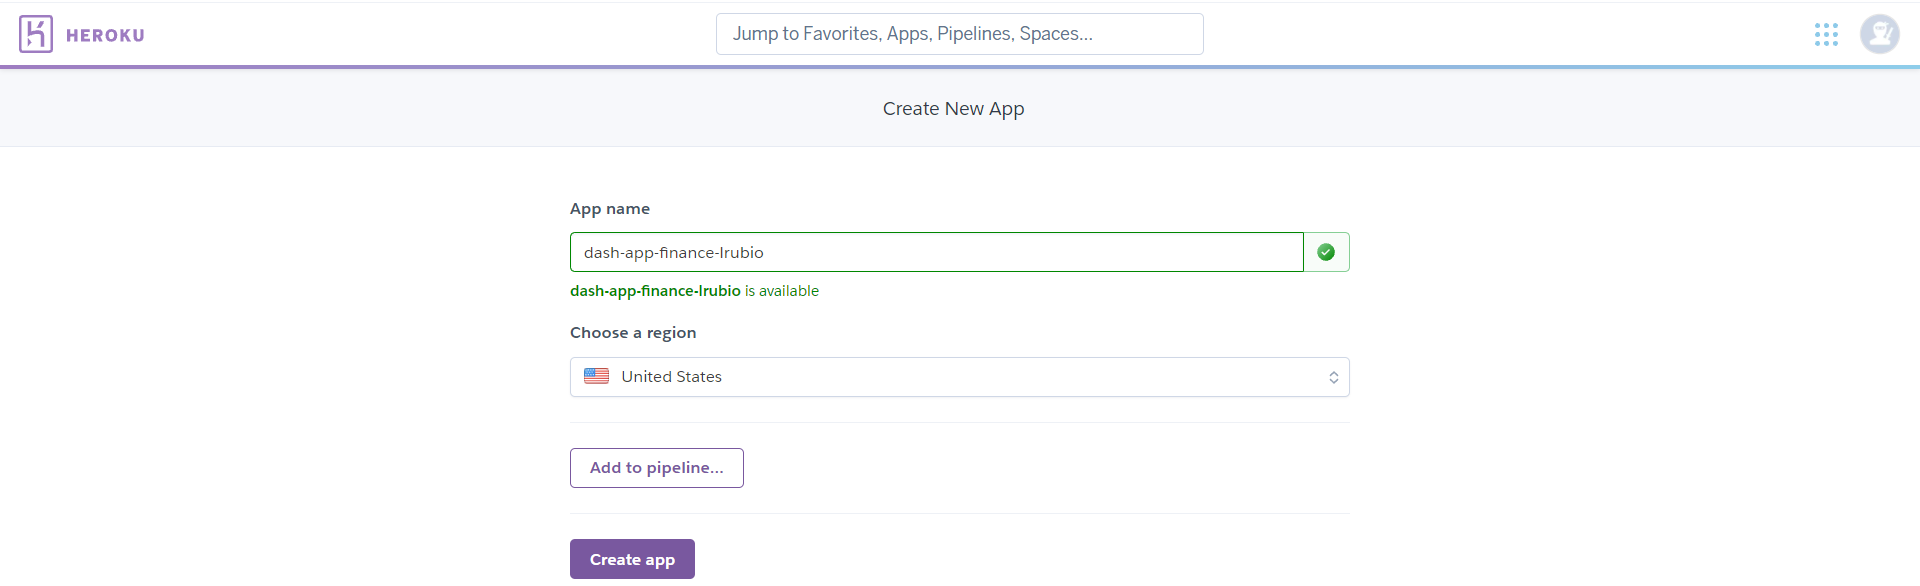 HEROKU
Jump to Favorites, Apps, Pipelines, Spaces...
Create New App
App name
dash-app-finance-lrubio
dash-app-finance-lrubio is available
Choose a region
United States
Add to pipeline...
Create app